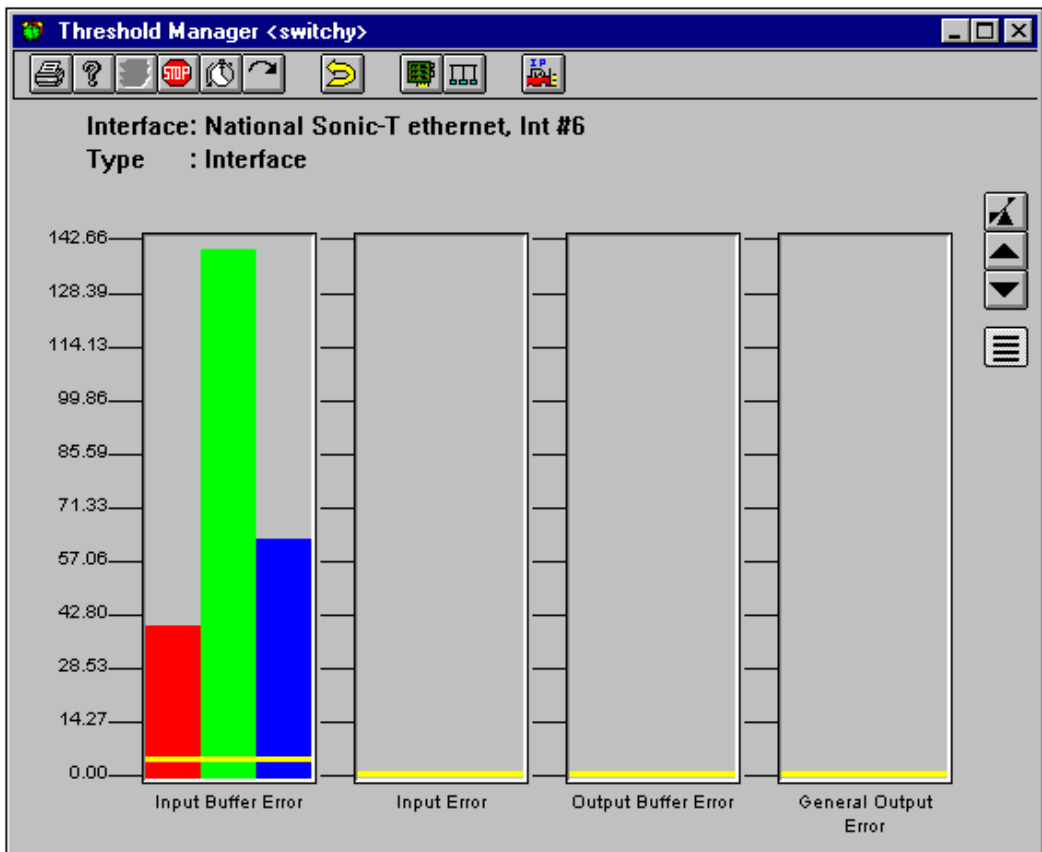 Threshold Manager <switchy>
STOP
IP
Interface: National Sonic-T ethernet, Int #6
Type : Interface
142.66
128.39
114.13
99.86
85.59
71.33
57.06
42.80
28.53
14.27
0.00
Input Buffer Error
Input Error
Output Buffer Error
General Output
Error